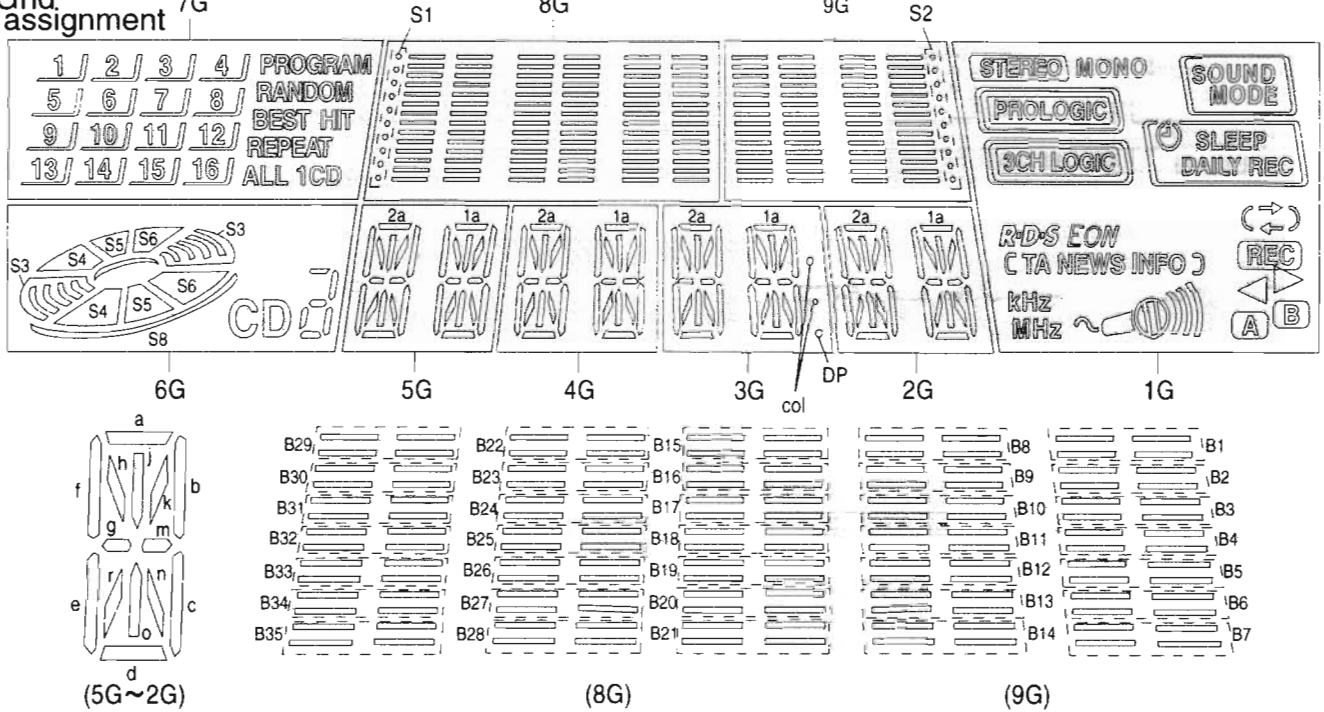 Grid assignment
7G 8G 9G
S1 S2
1 2 3 4 PROGRAM
5 6 7 8 RANDOM
BEST HIT
9 10 11 12 REPEAT
13 14 15 16 ALL 1CD
STEREO MONO SOUND MODE
PROLOGIC
3CH LOGIC
SLEEP
DAILY REC
2a 1a 2a 1a 2a 1a 2a 1a
S3 S4 S5 S6 S3
S4 S5 S6
S8
CD
R·D·S EON
TA NEWS INFO
kHz
MHz
REC
A B
6G 5G 4G 3G 2G 1G
col DP
a
f h j k b
g m
e r o n c
d
(5G~2G)
B29 B22 B15 B8 B1
B30 B23 B16 B9 B2
B31 B24 B17 B10 B3
B32 B25 B18 B11 B4
B33 B26 B19 B12 B5
B34 B27 B20 B13 B6
B35 B28 B21 B14 B7
(8G) (9G)